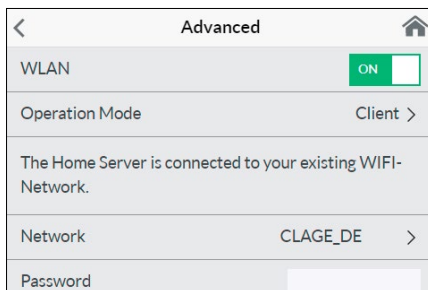 Advanced
WLAN ON
Operation Mode Client
The Home Server is connected to your existing WIFI-
Network.
Network CLAGE_DE
Password